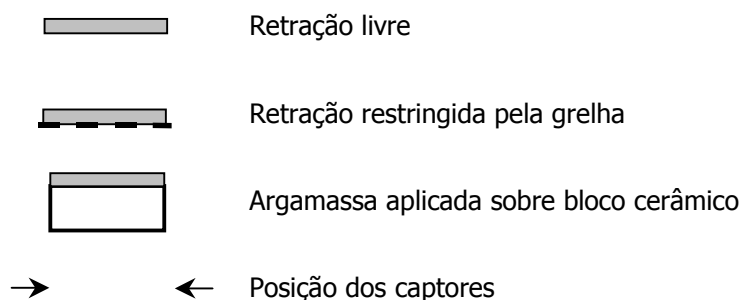 Retração livre
Retração restringida pela grelha
Argamassa aplicada sobre bloco cerâmico
Posição dos captores